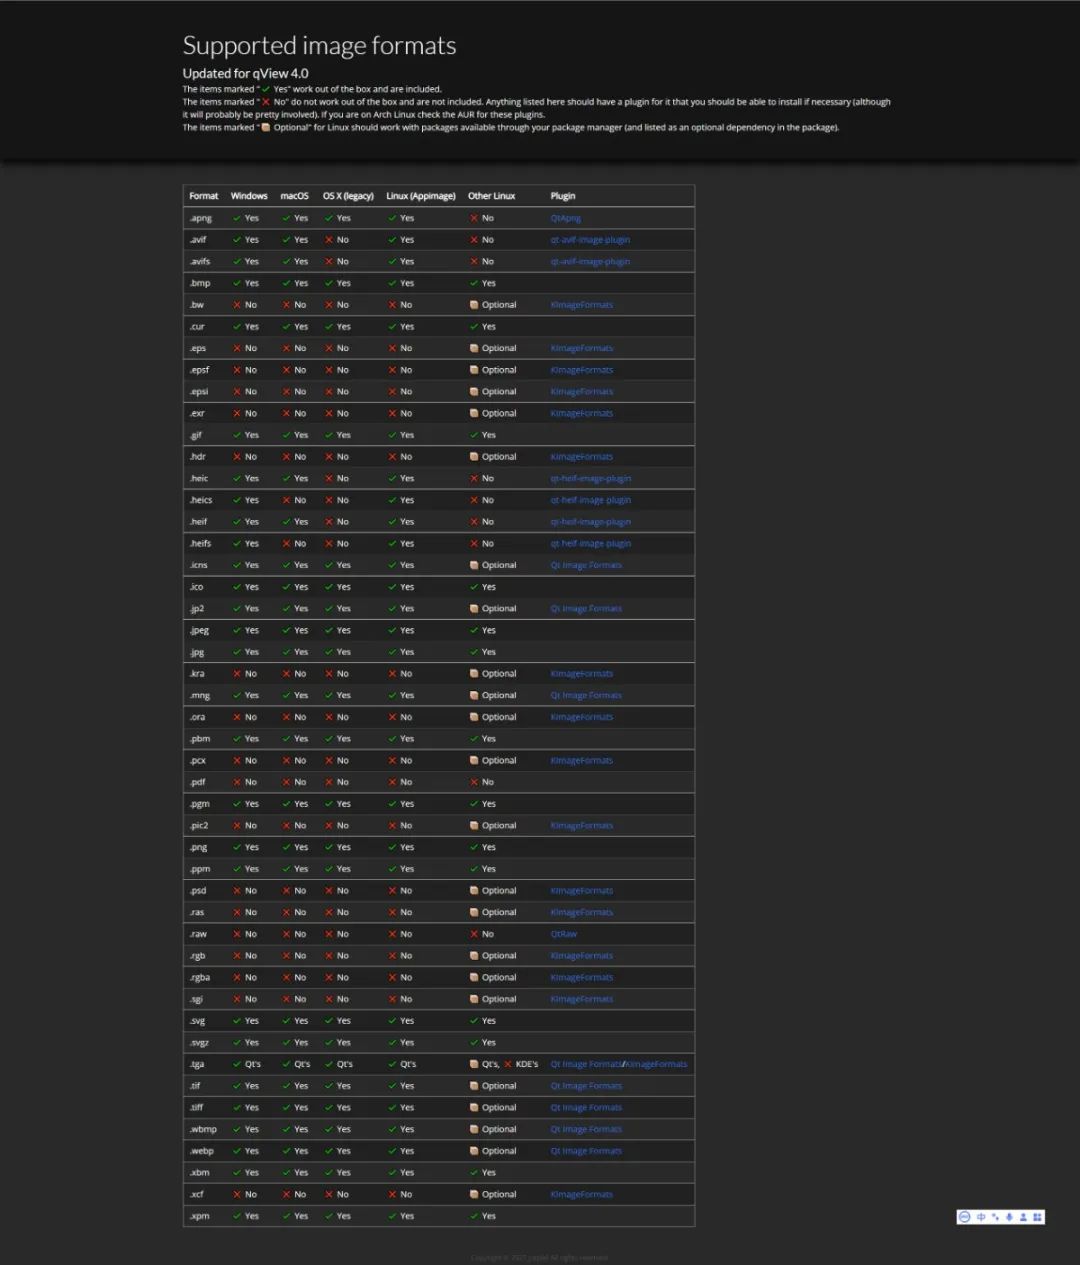 Supported image formats
Updated for qView 4.0
The items marked "✓ Yes" work out of the box and are included.
The items marked "✗ No" do not work out of the box and are not included. Anything listed here should have a plugin for it that you should be able to install if necessary (although
it will probably be pretty involved). If you are on Arch Linux check the AUR for these plugins.
The items marked "📦 Optional" for Linux should work with packages available through your package manager (and listed as an optional dependency in the package).
Format Windows macOS OS X (legacy) Linux (AppImage) Other Linux Plugin
.apng ✓ Yes ✓ Yes ✓ Yes ✓ Yes ✗ No QtApng
.avif ✓ Yes ✓ Yes ✗ No ✓ Yes ✗ No qt-avif-image-plugin
.avifs ✓ Yes ✓ Yes ✗ No ✓ Yes ✗ No qt-avif-image-plugin
.bmp ✓ Yes ✓ Yes ✓ Yes ✓ Yes ✓ Yes
.bw ✗ No ✗ No ✗ No ✗ No 📦 Optional KImageFormats
.cur ✓ Yes ✓ Yes ✓ Yes ✓ Yes ✓ Yes
.eps ✗ No ✗ No ✗ No ✗ No 📦 Optional KImageFormats
.epsf ✗ No ✗ No ✗ No ✗ No 📦 Optional KImageFormats
.epsi ✗ No ✗ No ✗ No ✗ No 📦 Optional KImageFormats
.exr ✗ No ✗ No ✗ No ✗ No 📦 Optional KImageFormats
.gif ✓ Yes ✓ Yes ✓ Yes ✓ Yes ✓ Yes
.hdr ✗ No ✗ No ✗ No ✗ No 📦 Optional KImageFormats
.heic ✓ Yes ✓ Yes ✗ No ✓ Yes ✗ No qt-heif-image-plugin
.heics ✓ Yes ✗ No ✗ No ✓ Yes ✗ No qt-heif-image-plugin
.heif ✓ Yes ✓ Yes ✗ No ✓ Yes ✗ No qt-heif-image-plugin
.heifs ✓ Yes ✗ No ✗ No ✓ Yes ✗ No qt-heif-image-plugin
.icns ✓ Yes ✓ Yes ✓ Yes ✓ Yes 📦 Optional Qt Image Formats
.ico ✓ Yes ✓ Yes ✓ Yes ✓ Yes ✓ Yes
.jp2 ✓ Yes ✓ Yes ✓ Yes ✓ Yes 📦 Optional Qt Image Formats
.jpeg ✓ Yes ✓ Yes ✓ Yes ✓ Yes ✓ Yes
.jpg ✓ Yes ✓ Yes ✓ Yes ✓ Yes ✓ Yes
.kra ✗ No ✗ No ✗ No ✗ No 📦 Optional KImageFormats
.mng ✓ Yes ✓ Yes ✓ Yes ✓ Yes 📦 Optional Qt Image Formats
.ora ✗ No ✗ No ✗ No ✗ No 📦 Optional KImageFormats
.pbm ✓ Yes ✓ Yes ✓ Yes ✓ Yes ✓ Yes
.pcx ✗ No ✗ No ✗ No ✗ No 📦 Optional KImageFormats
.pdf ✗ No ✗ No ✗ No ✗ No ✗ No
.pgm ✓ Yes ✓ Yes ✓ Yes ✓ Yes ✓ Yes
.pic2 ✗ No ✗ No ✗ No ✗ No 📦 Optional KImageFormats
.png ✓ Yes ✓ Yes ✓ Yes ✓ Yes ✓ Yes
.ppm ✓ Yes ✓ Yes ✓ Yes ✓ Yes ✓ Yes
.psd ✗ No ✗ No ✗ No ✗ No 📦 Optional KImageFormats
.ras ✗ No ✗ No ✗ No ✗ No 📦 Optional KImageFormats
.raw ✗ No ✗ No ✗ No ✗ No ✗ No QtRaw
.rgb ✗ No ✗ No ✗ No ✗ No 📦 Optional KImageFormats
.rgba ✗ No ✗ No ✗ No ✗ No 📦 Optional KImageFormats
.sgi ✗ No ✗ No ✗ No ✗ No 📦 Optional KImageFormats
.svg ✓ Yes ✓ Yes ✓ Yes ✓ Yes ✓ Yes
.svgz ✓ Yes ✓ Yes ✓ Yes ✓ Yes ✓ Yes
.tga ✓ Qt's ✓ Qt's ✓ Qt's ✓ Qt's 📦 Qt's, ✗ KDE's Qt Image Formats/KImageFormats
.tif ✓ Yes ✓ Yes ✓ Yes ✓ Yes 📦 Optional Qt Image Formats
.tiff ✓ Yes ✓ Yes ✓ Yes ✓ Yes 📦 Optional Qt Image Formats
.wbmp ✓ Yes ✓ Yes ✓ Yes ✓ Yes 📦 Optional Qt Image Formats
.webp ✓ Yes ✓ Yes ✓ Yes ✓ Yes 📦 Optional Qt Image Formats
.xbm ✓ Yes ✓ Yes ✓ Yes ✓ Yes ✓ Yes
.xcf ✗ No ✗ No ✗ No ✗ No 📦 Optional KImageFormats
.xpm ✓ Yes ✓ Yes ✓ Yes ✓ Yes ✓ Yes
中
Copyright © All rights reserved